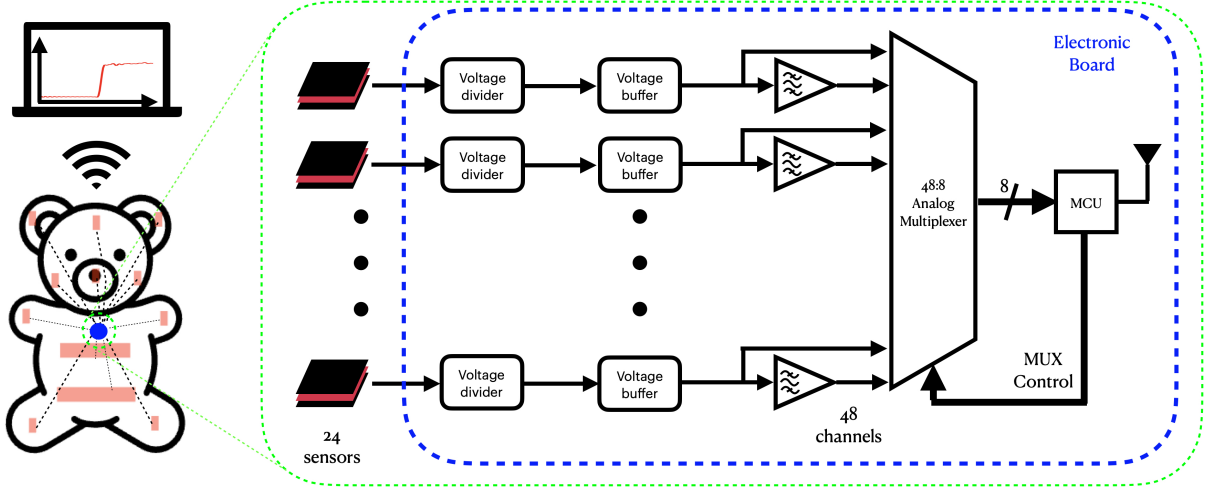 Electronic
Board
Voltage
divider
Voltage
buffer
Voltage
divider
Voltage
buffer
48:8
Analog
Multiplexer
8
MCU
MUX
Control
Voltage
divider
Voltage
buffer
24
sensors
48
channels